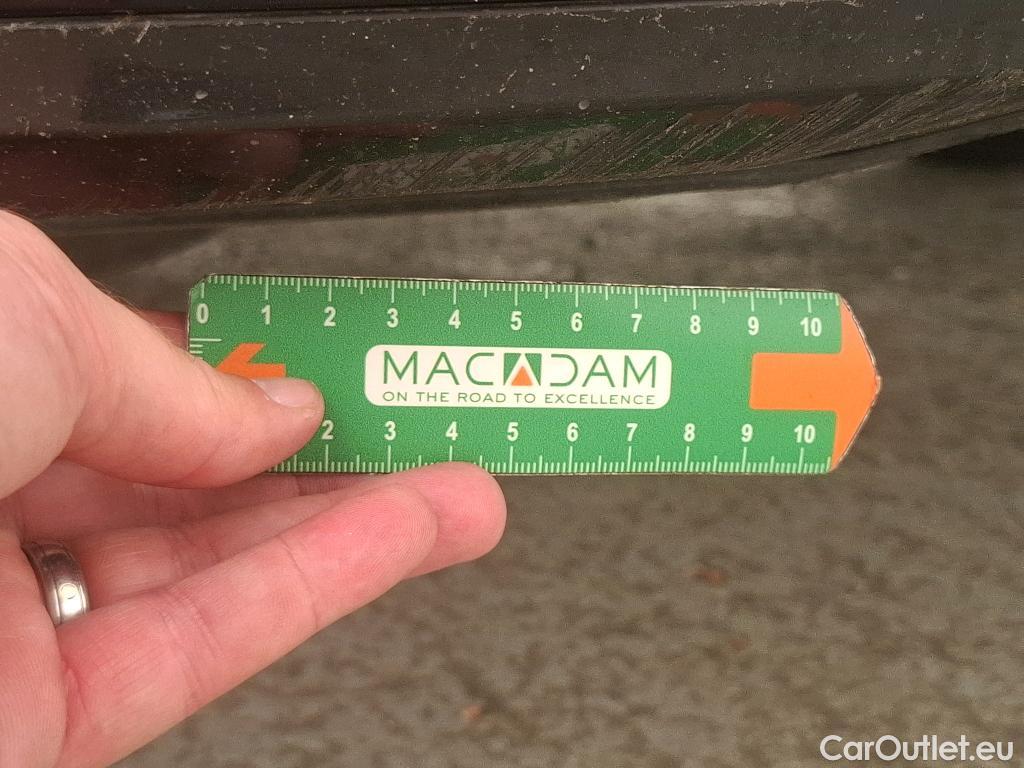 0 1 2 3 4 5 6 7 8 9 10
MACADAM
ON THE ROAD TO EXCELLENCE
2 3 4 5 6 7 8 9 10
CarOutlet.eu